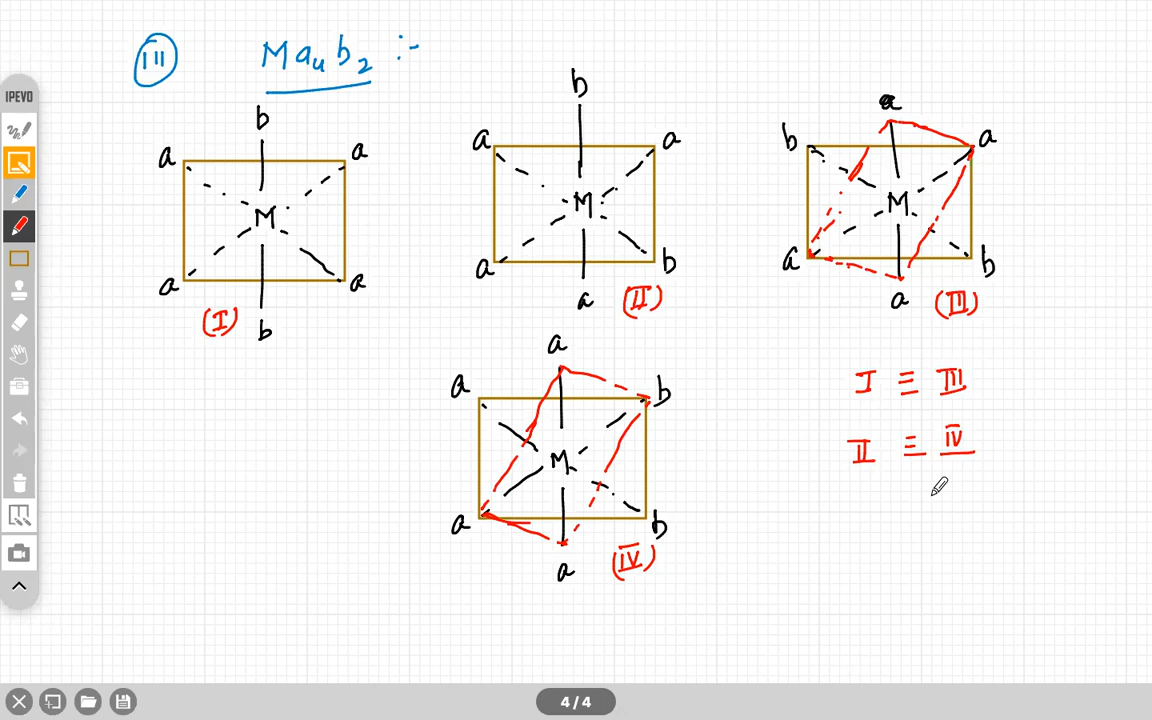 III Ma₄b₂ :-
IPEVO
b
a a
M
a a
b
(I)
b
a a
M
a b
a
(II)
a
b a
M
a b
a
(III)
a
a b
M
a b
a
(IV)
I ≡ III
II ≡ IV
4/4